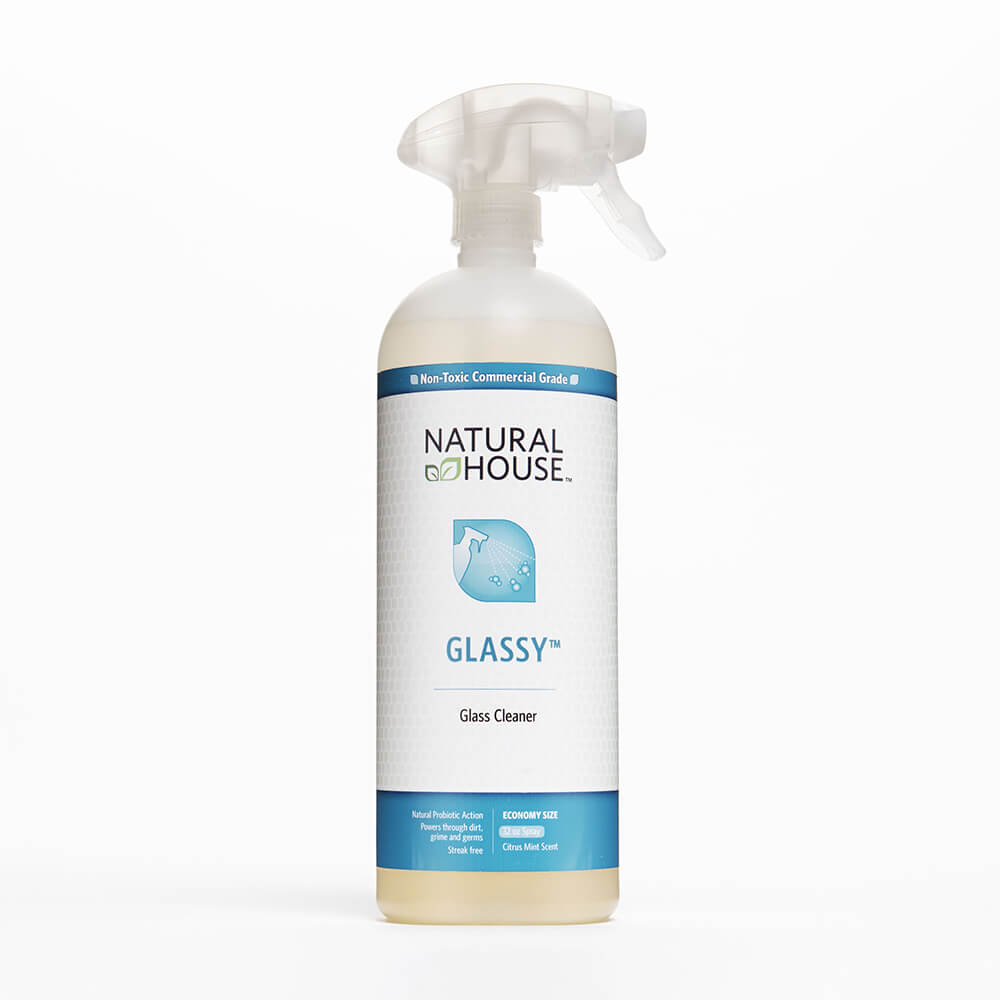 Non-Toxic Commercial Grade
NATURAL
HOUSE™
GLASSY™
Glass Cleaner
Natural Probiotic Action
Powers through dirt,
grime and germs
Streak free
ECONOMY SIZE
32 oz Spray
Citrus Mint Scent